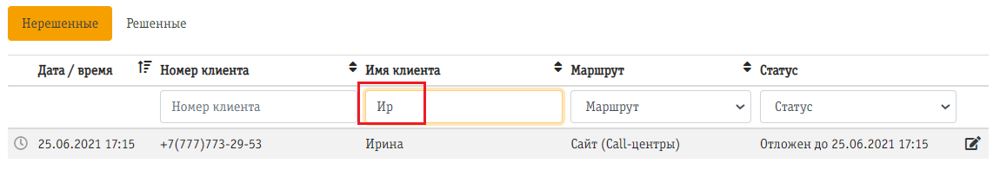 Нерешенные Решенные
Дата / время Номер клиента Имя клиента Маршрут Статус
Номер клиента Ир Маршрут Статус
25.06.2021 17:15 +7(777)773-29-53 Ирина Сайт (Call-центры) Отложен до 25.06.2021 17:15